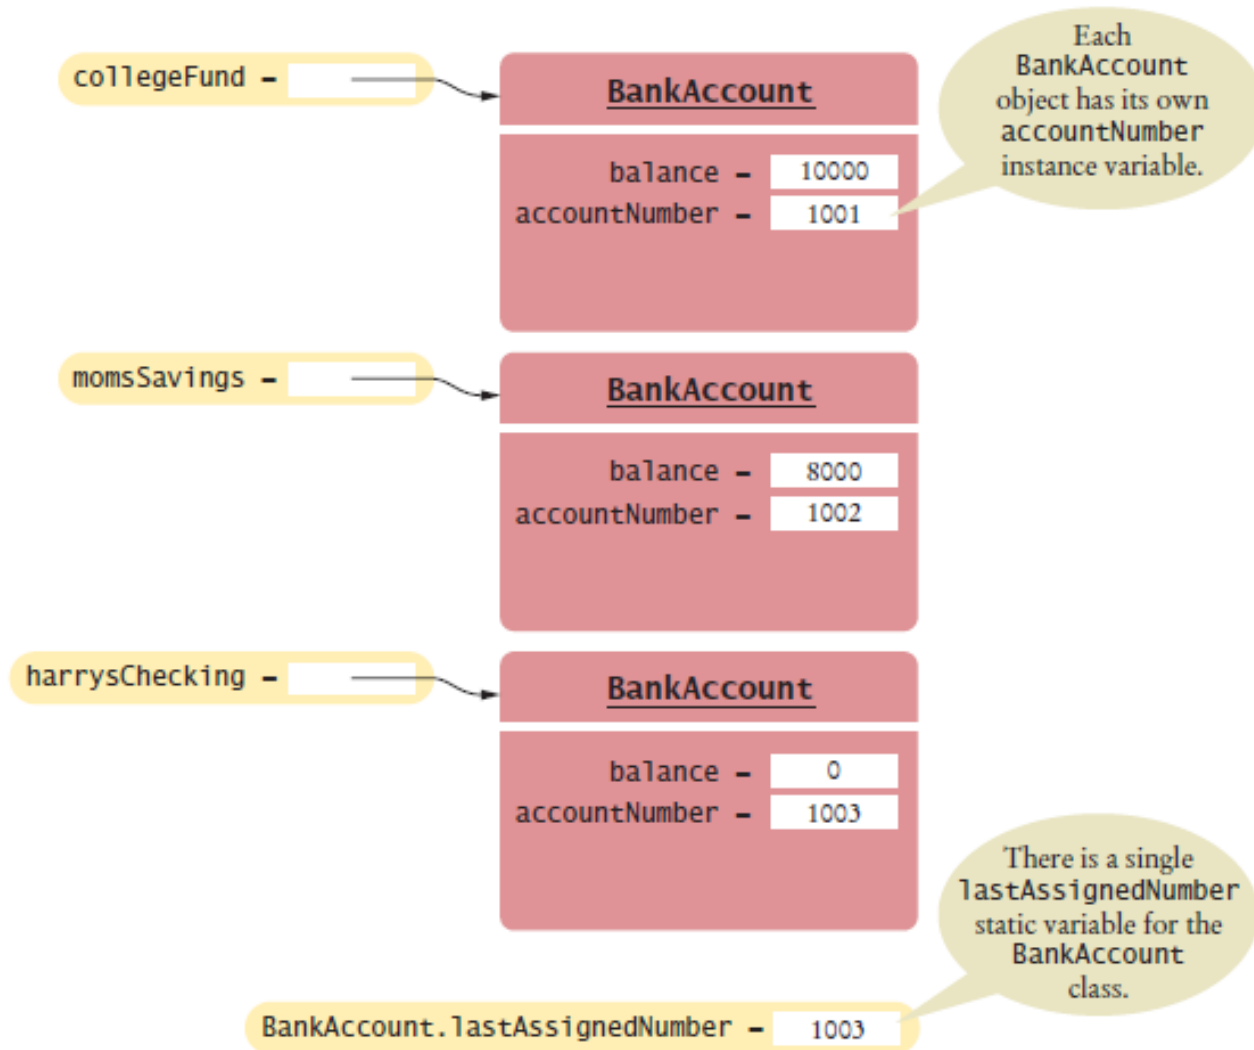 collegeFund =
BankAccount
balance = 10000
accountNumber = 1001
Each
BankAccount
object has its own
accountNumber
instance variable.
momsSavings =
BankAccount
balance = 8000
accountNumber = 1002
harrysChecking =
BankAccount
balance = 0
accountNumber = 1003
There is a single
lastAssignedNumber
static variable for the
BankAccount
class.
BankAccount.lastAssignedNumber = 1003